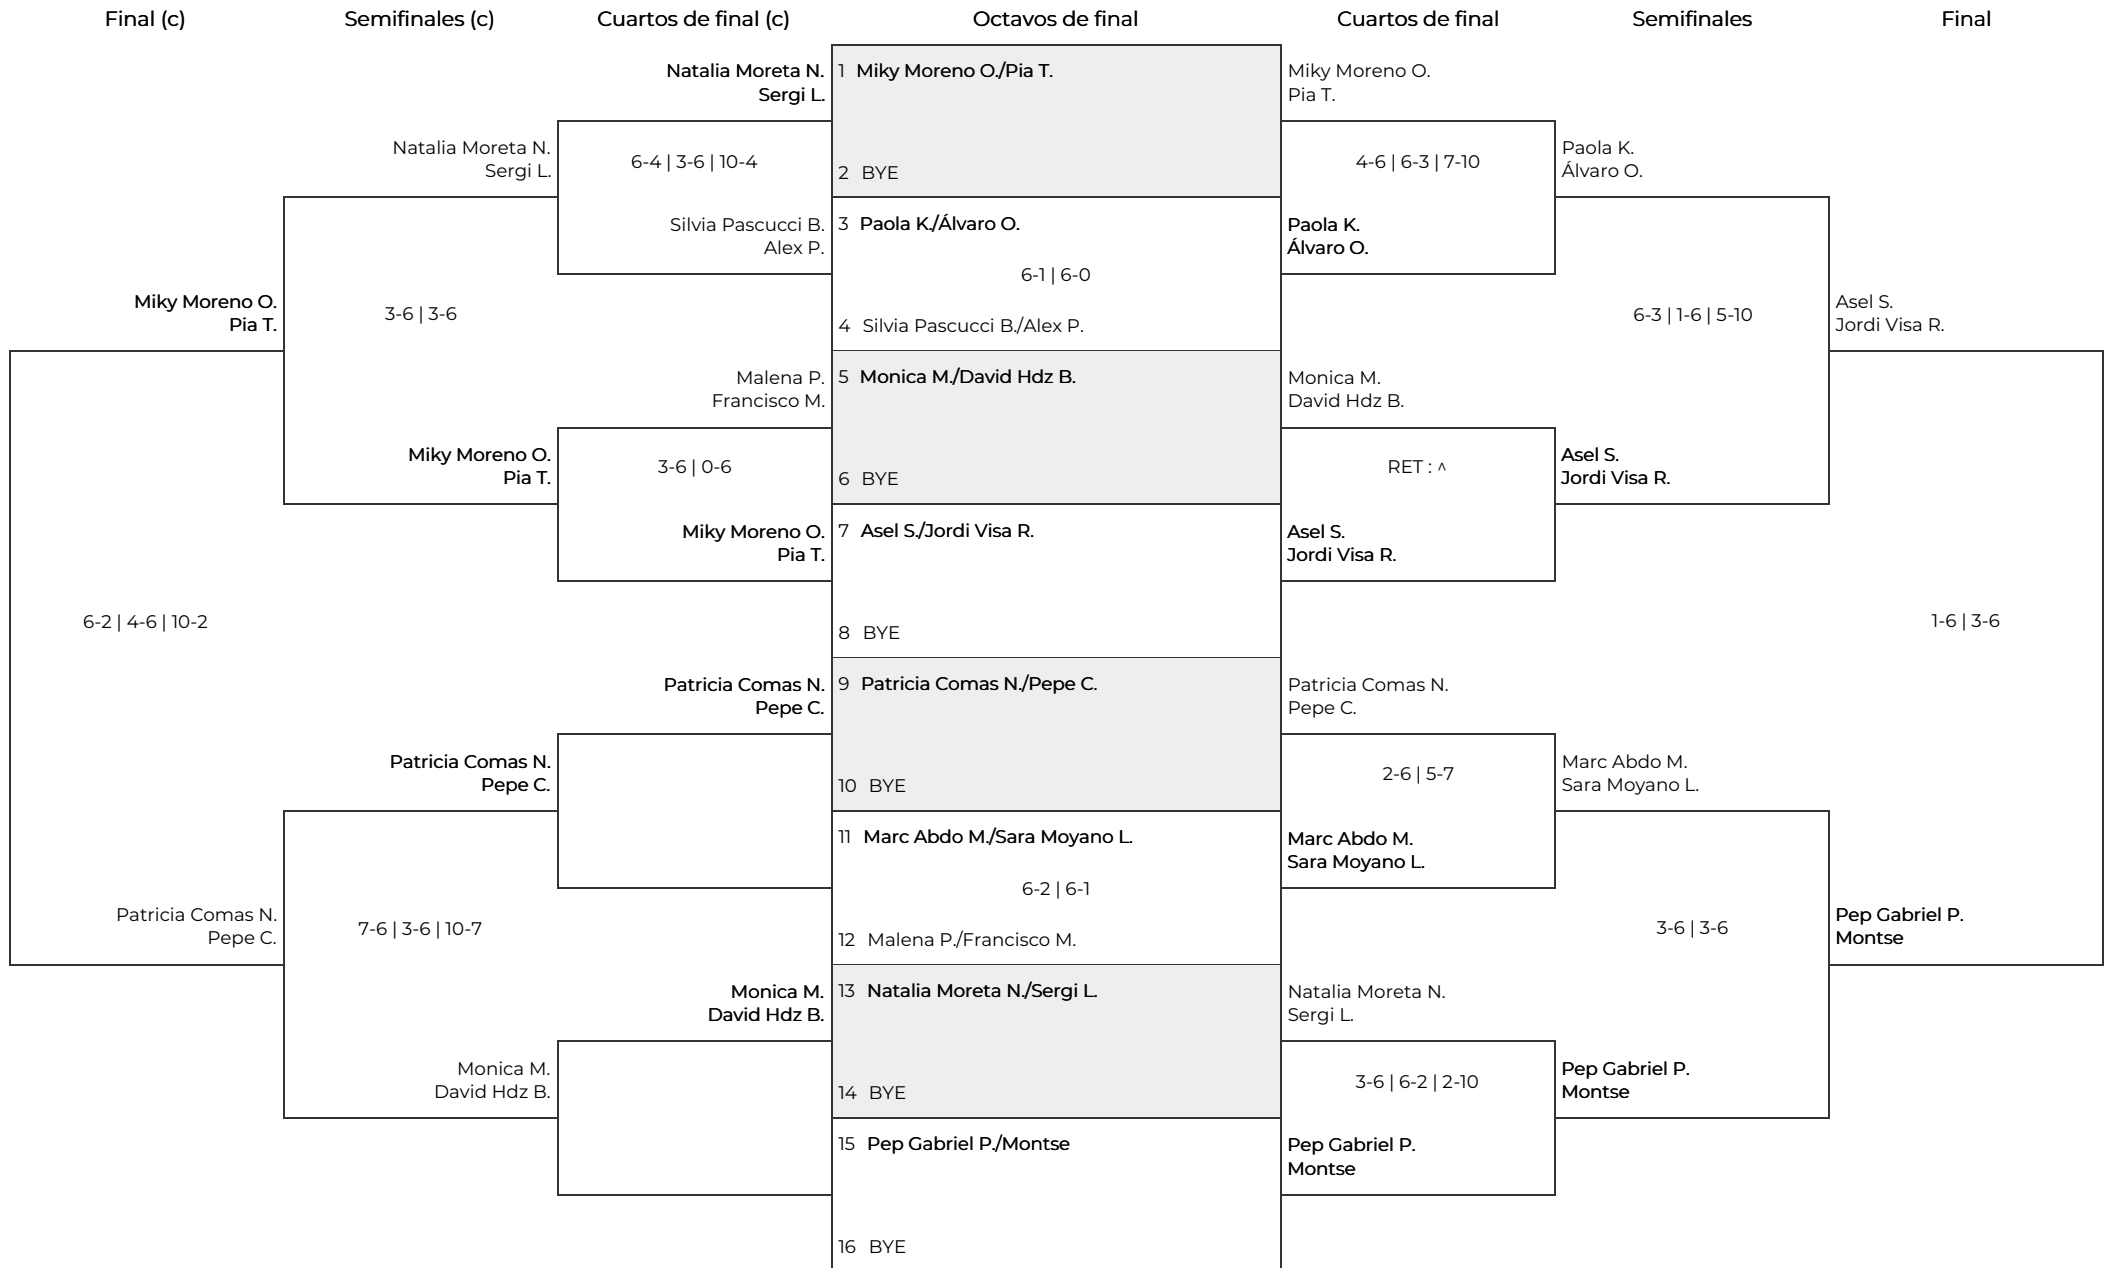 Final (c)
Semifinales (c)
Cuartos de final (c)
Octavos de final
Cuartos de final
Semifinales
Final
Miky Moreno O.
Pia T.
6-2 | 4-6 | 10-2
Patricia Comas N.
Pepe C.
Natalia Moreta N.
Sergi L.
3-6 | 3-6
Miky Moreno O.
Pia T.
Patricia Comas N.
Pepe C.
7-6 | 3-6 | 10-7
Monica M.
David Hdz B.
Natalia Moreta N.
Sergi L.
6-4 | 3-6 | 10-4
Silvia Pascucci B.
Alex P.
Malena P.
Francisco M.
3-6 | 0-6
Miky Moreno O.
Pia T.
Patricia Comas N.
Pepe C.
Monica M.
David Hdz B.
1 Miky Moreno O./Pia T.
2 BYE
3 Paola K./Álvaro O.
6-1 | 6-0
4 Silvia Pascucci B./Alex P.
5 Monica M./David Hdz B.
6 BYE
7 Asel S./Jordi Visa R.
8 BYE
9 Patricia Comas N./Pepe C.
10 BYE
11 Marc Abdo M./Sara Moyano L.
6-2 | 6-1
12 Malena P./Francisco M.
13 Natalia Moreta N./Sergi L.
14 BYE
15 Pep Gabriel P./Montse
16 BYE
Miky Moreno O.
Pia T.
4-6 | 6-3 | 7-10
Paola K.
Álvaro O.
Monica M.
David Hdz B.
RET : ^
Asel S.
Jordi Visa R.
Patricia Comas N.
Pepe C.
2-6 | 5-7
Marc Abdo M.
Sara Moyano L.
Natalia Moreta N.
Sergi L.
3-6 | 6-2 | 2-10
Pep Gabriel P.
Montse
Paola K.
Álvaro O.
6-3 | 1-6 | 5-10
Asel S.
Jordi Visa R.
Marc Abdo M.
Sara Moyano L.
3-6 | 3-6
Pep Gabriel P.
Montse
Asel S.
Jordi Visa R.
1-6 | 3-6
Pep Gabriel P.
Montse